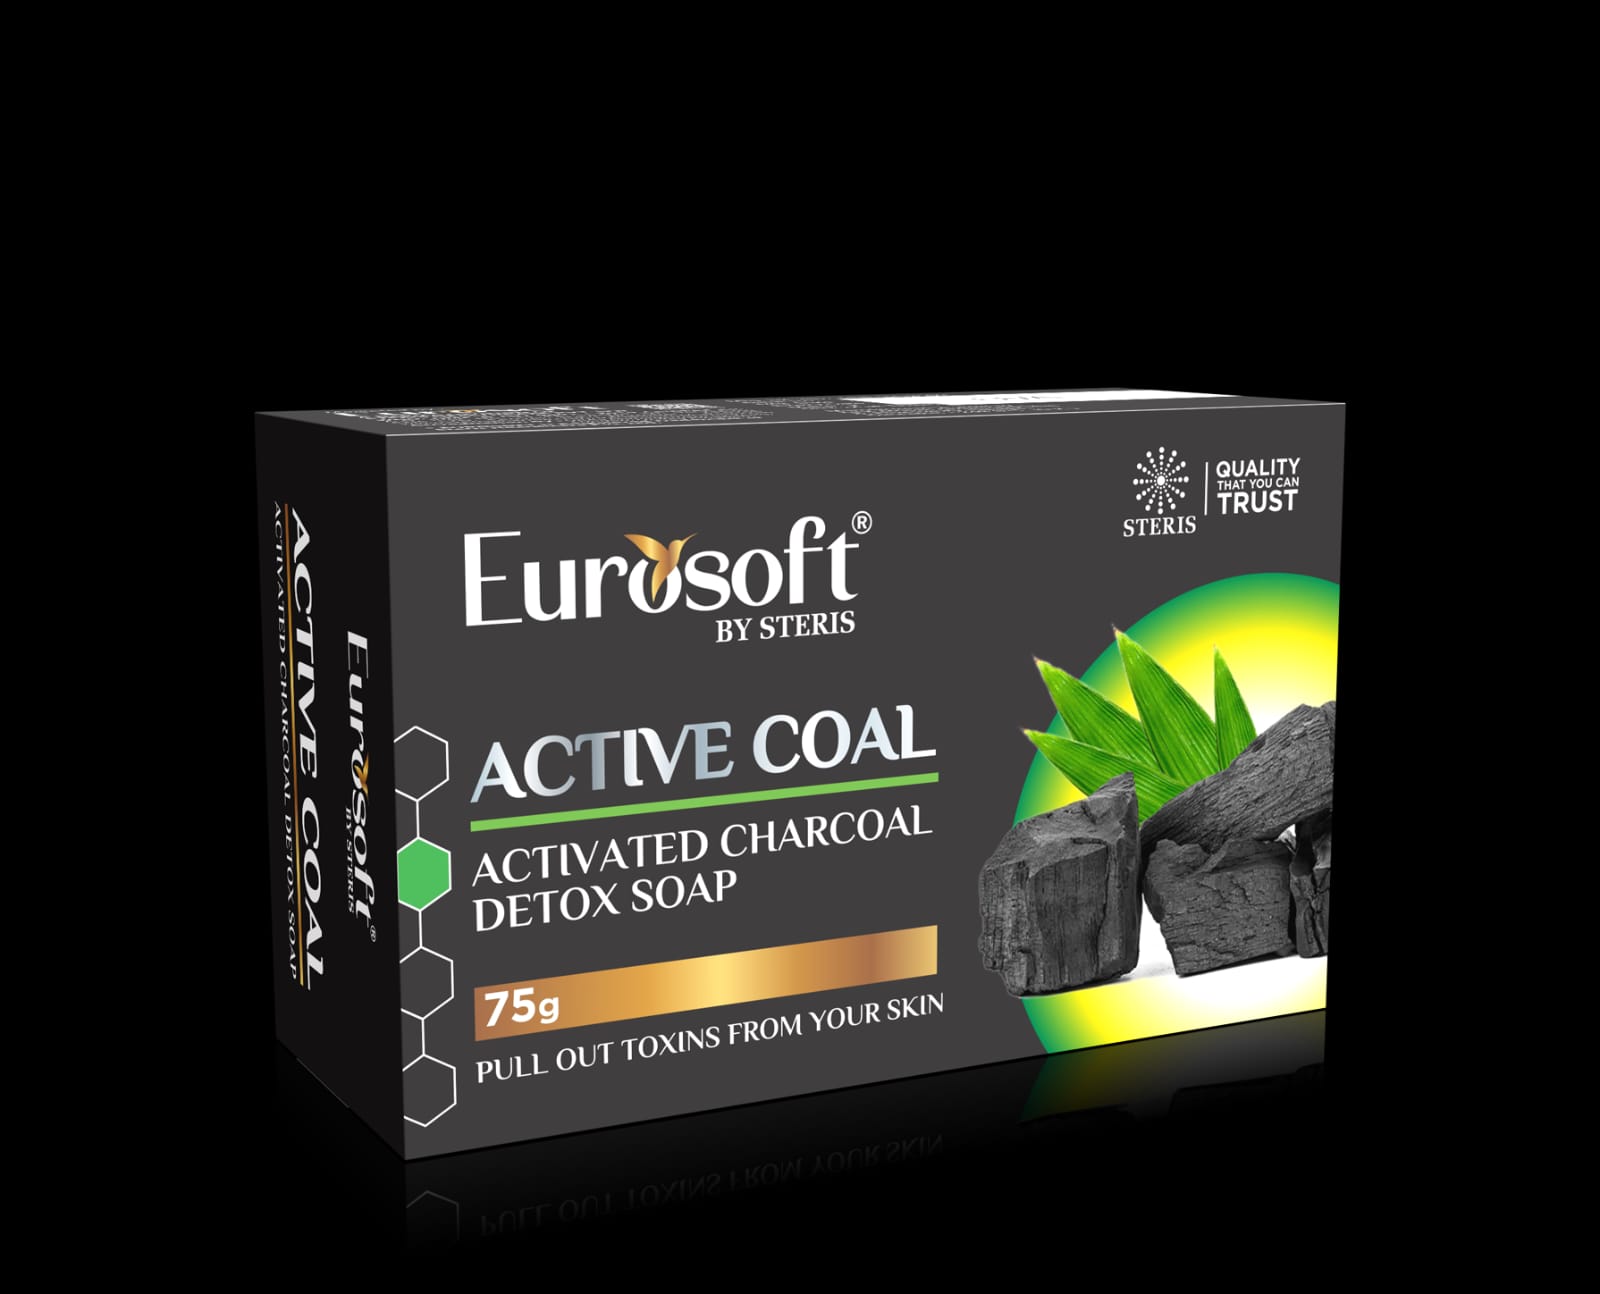 Eurosoft®
BY STERIS
STERIS
QUALITY
THAT YOU CAN
TRUST
ACTIVE COAL
ACTIVATED CHARCOAL
DETOX SOAP
75g
PULL OUT TOXINS FROM YOUR SKIN
ACTIVE COAL
ACTIVATED CHARCOAL DETOX SOAP
Eurosoft®
BY STERIS